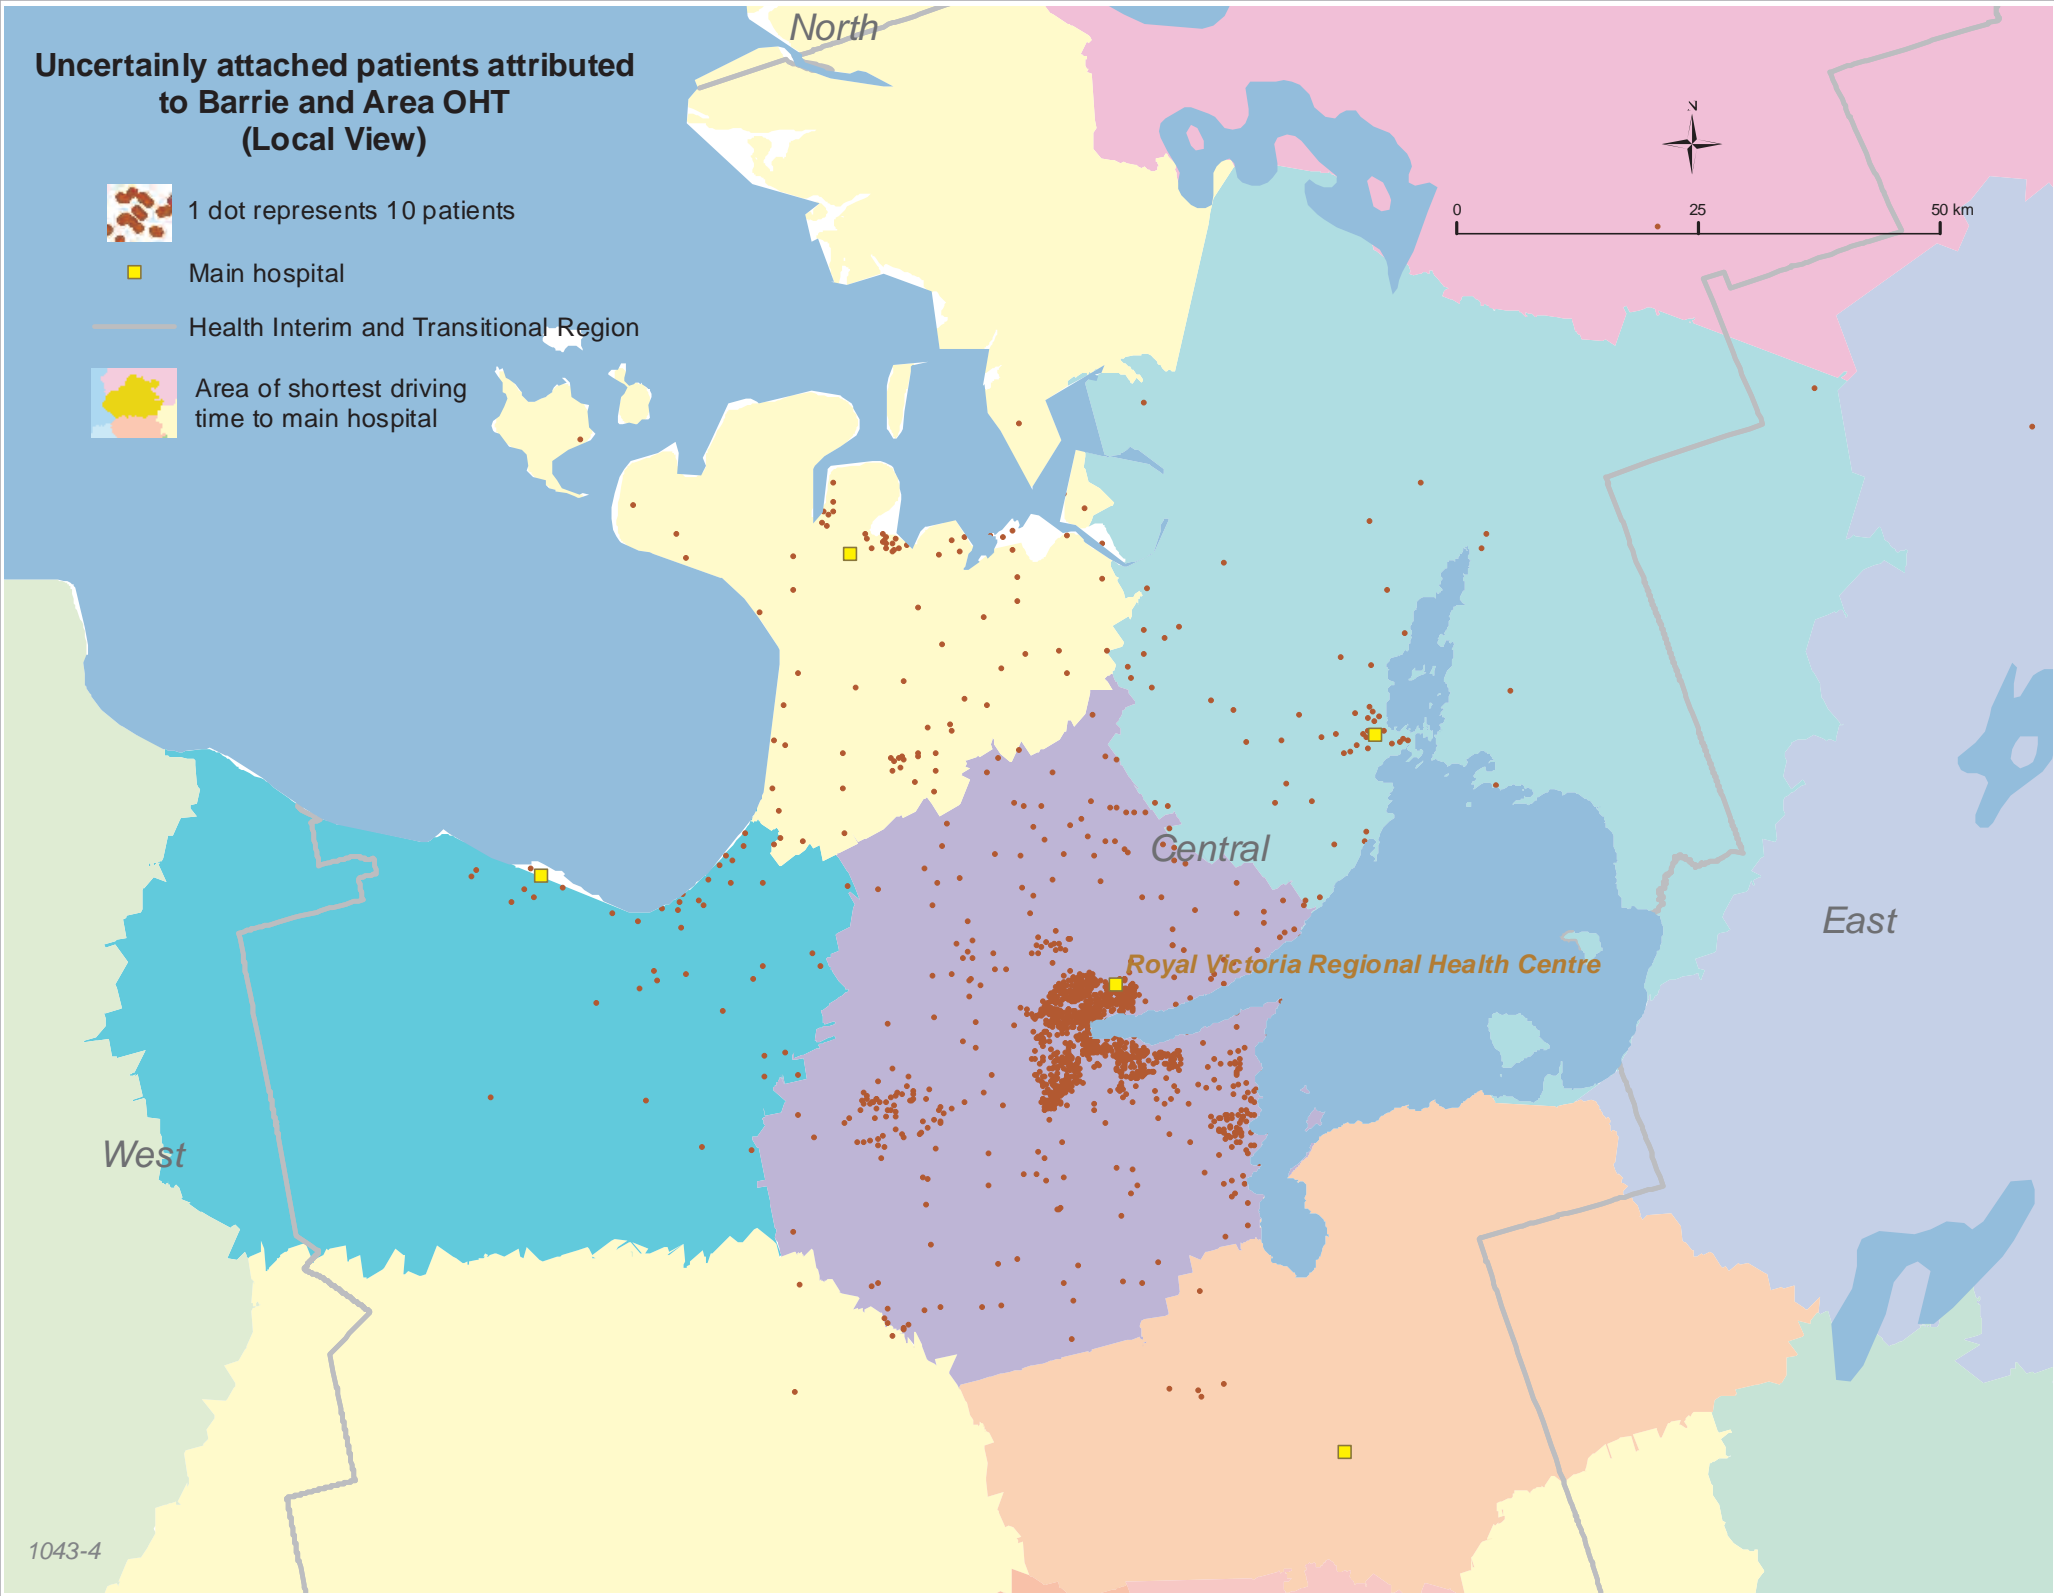 North
Uncertainly attached patients attributed
to Barrie and Area OHT
(Local View)
N
1 dot represents 10 patients
0 25 50 km
Main hospital
Health Interim and Transitional Region
Area of shortest driving
time to main hospital
Central
East
Royal Victoria Regional Health Centre
West
1043-4